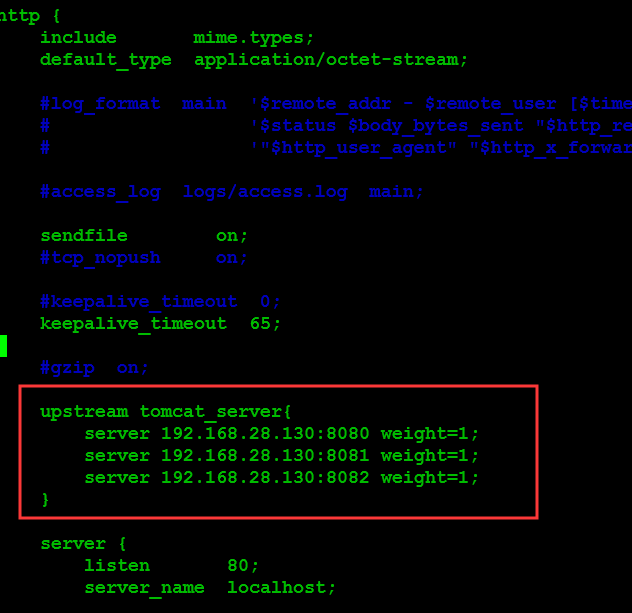 http {
    include       mime.types;
    default_type  application/octet-stream;
    #log_format  main  '$remote_addr - $remote_user [$time
    #                  '$status $body_bytes_sent "$http_re
    #                  '"$http_user_agent" "$http_x_forwar
    #access_log  logs/access.log  main;
    sendfile        on;
    #tcp_nopush     on;
    #keepalive_timeout  0;
    keepalive_timeout  65;
    #gzip  on;
    upstream tomcat_server{
        server 192.168.28.130:8080 weight=1;
        server 192.168.28.130:8081 weight=1;
        server 192.168.28.130:8082 weight=1;
    }
    server {
        listen       80;
        server_name  localhost;